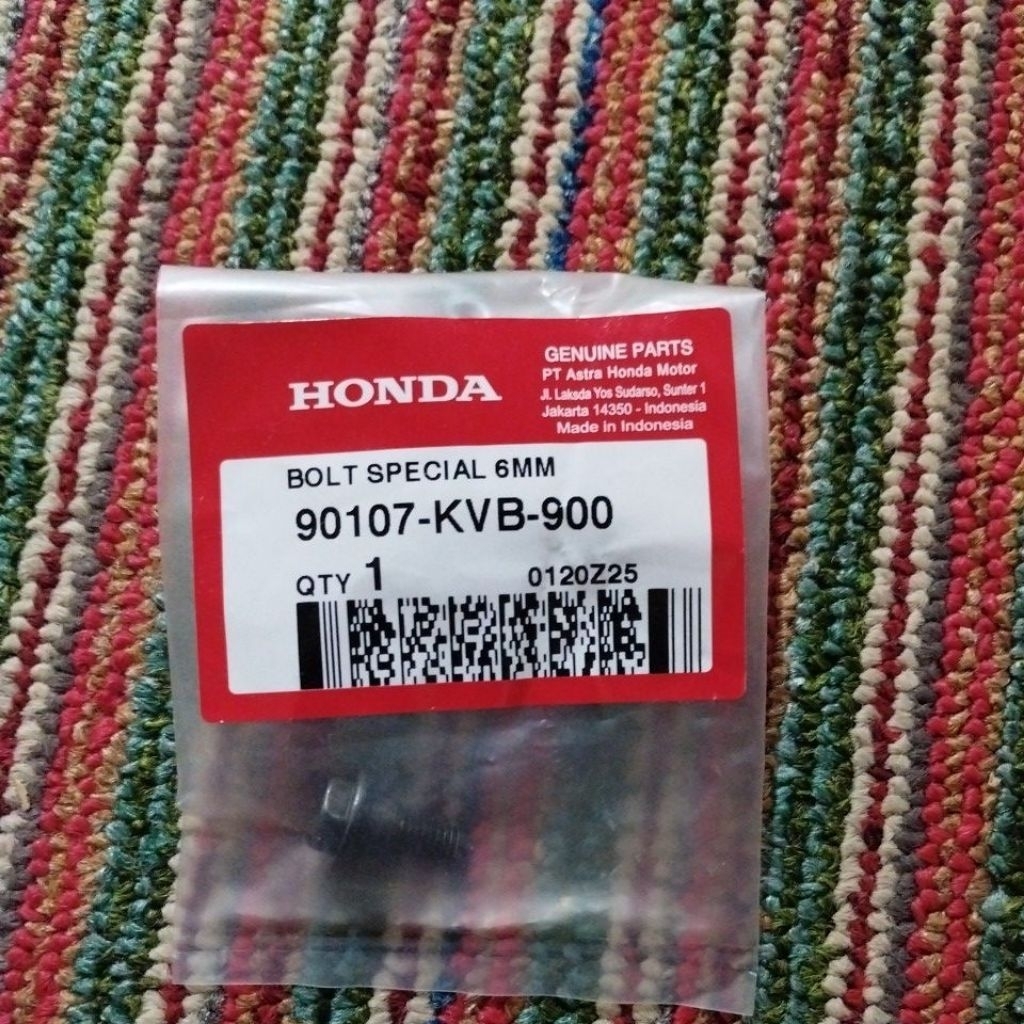 HONDA
GENUINE PARTS
PT Astra Honda Motor
Jl. Laksda Yos Sudarso, Sunter 1
Jakarta 14350 - Indonesia
Made in Indonesia
BOLT SPECIAL 6MM
90107-KVB-900
QTY 1
0120Z25